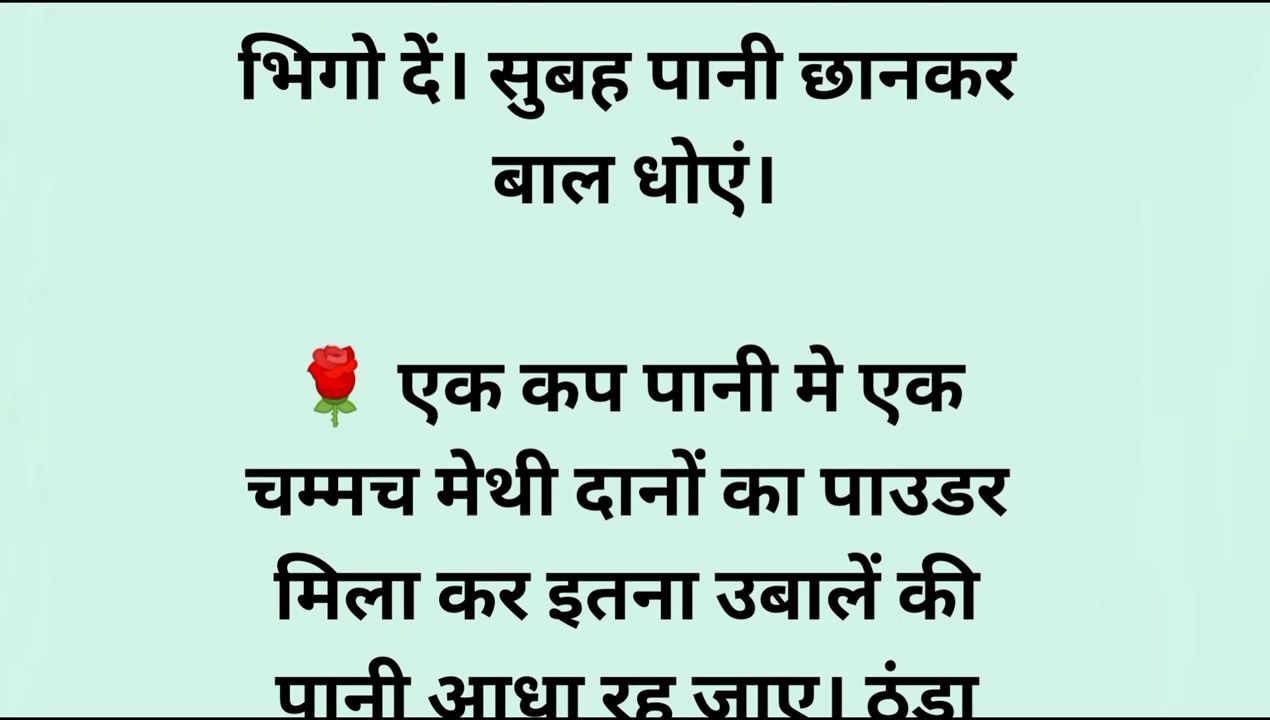 भिगो दें। सुबह पानी छानकर
बाल धोएं।
🌹 एक कप पानी मे एक
चम्मच मेथी दानों का पाउडर
मिला कर इतना उबालें की
पानी आधा रह जाए। ठंडा